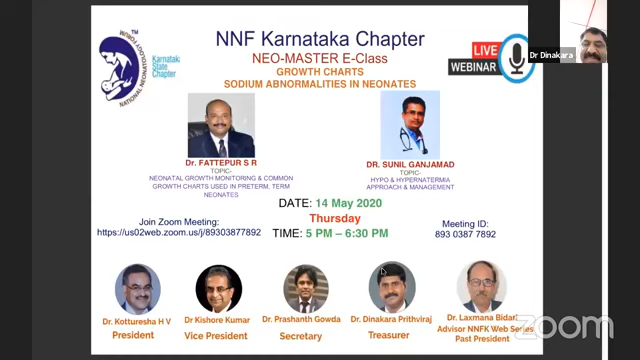 NNF Karnataka Chapter
NEO-MASTER E-Class
GROWTH CHARTS
SODIUM ABNORMALITIES IN NEONATES
NATIONAL NEONATOLOGY FORUM
Karnataka
State
Chapter
LIVE
WEBINAR
Dr Dinakara
Dr. FATTEPUR S R
TOPIC-
NEONATAL GROWTH MONITORING & COMMON
GROWTH CHARTS USED IN PRETERM, TERM
NEONATES
DR. SUNIL GANJAMAD
TOPIC-
HYPO & HYPERNATERMIA
APPROACH & MANAGEMENT
DATE: 14 May 2020
Thursday
TIME: 5 PM – 6:30 PM
Join Zoom Meeting:
https://us02web.zoom.us/j/89303877892
Meeting ID:
893 0387 7892
Dr. Kotturesha H V
President
Dr Kishore Kumar
Vice President
Dr. Prashanth Gowda
Secretary
Dr. Dinakara Prithviraj
Treasurer
Dr. Laxmana Bidari
Advisor NNFK Web Series
Past President
zoom